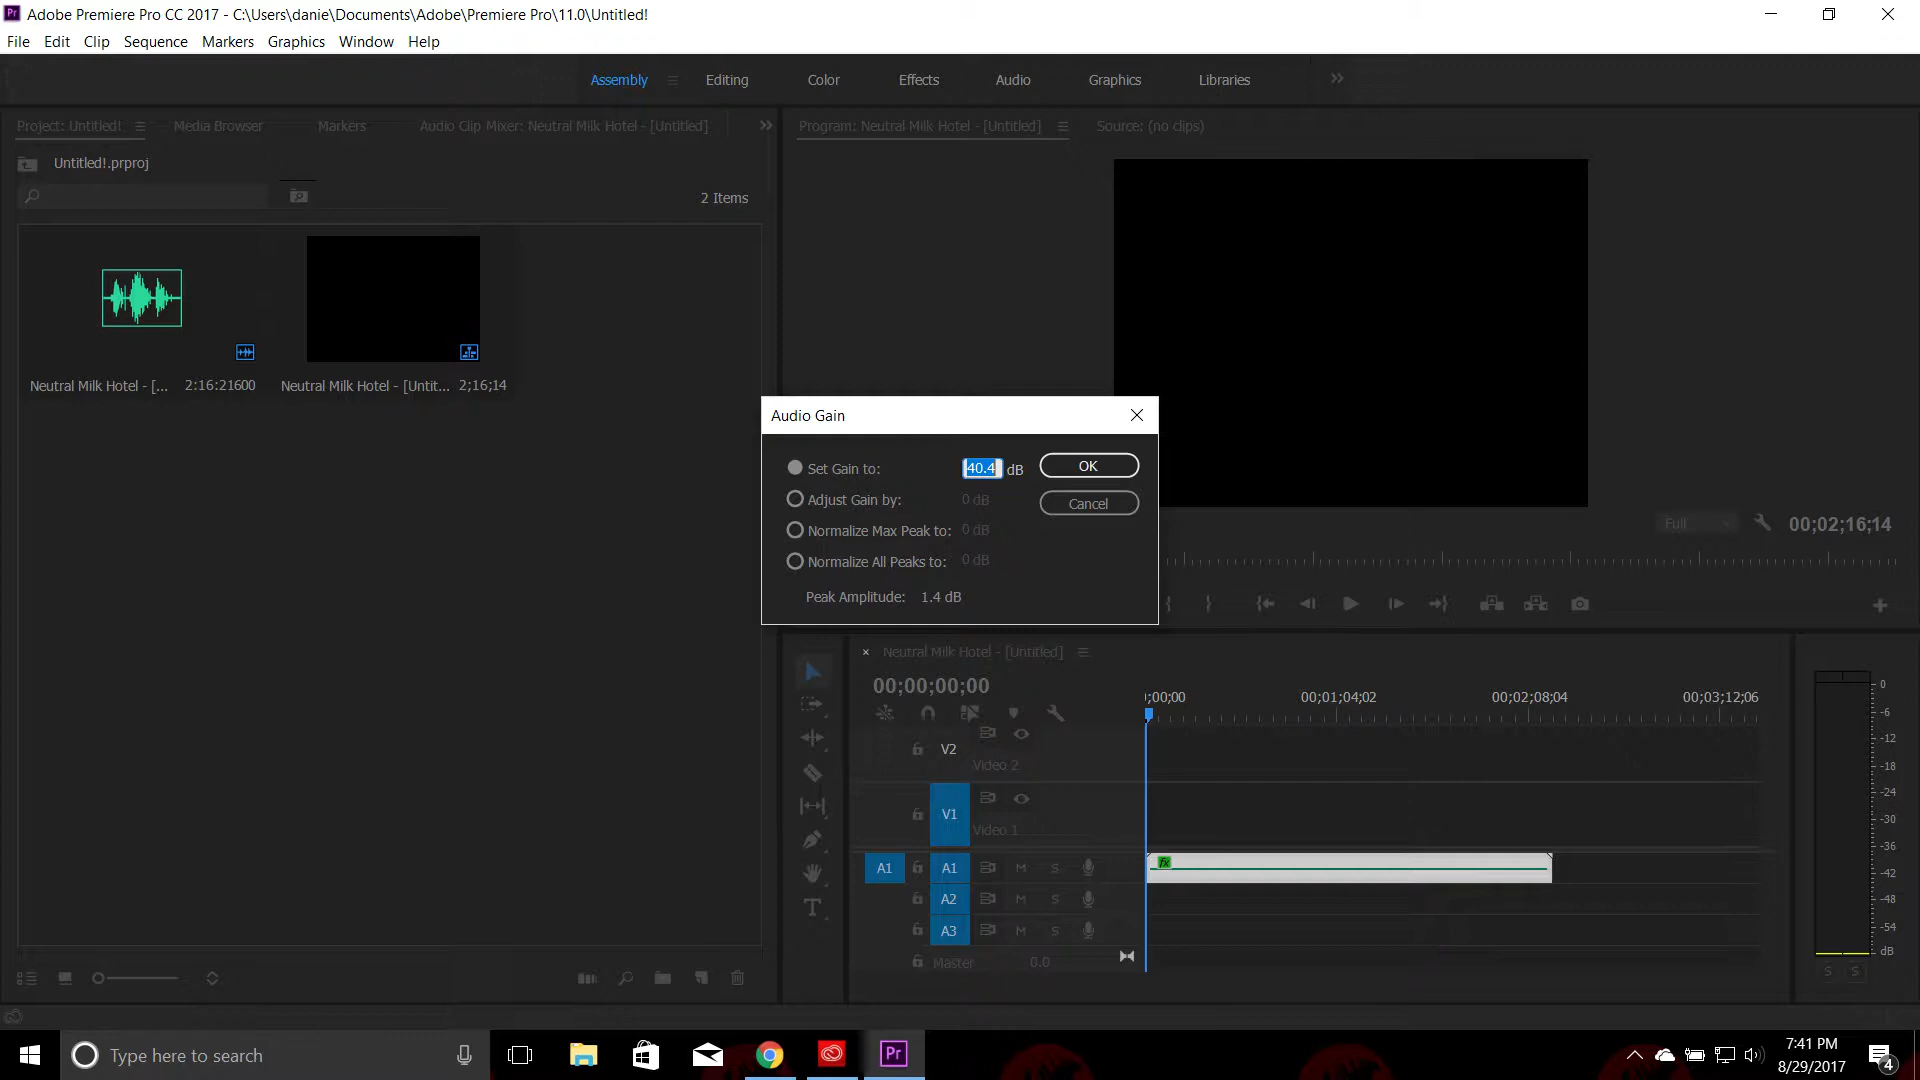 Adobe Premiere Pro CC 2017 - C:\Users\danie\Documents\Adobe\Premiere Pro\11.0\Untitled!
File Edit Clip Sequence Markers Graphics Window Help
Assembly Editing Color Effects Audio Graphics Libraries
Project: Untitled! Media Browser Markers Audio Clip Mixer: Neutral Milk Hotel - [Untitled]
Program: Neutral Milk Hotel - [Untitled] Source: (no clips)
Untitled!.prproj
2 Items
Neutral Milk Hotel - [... 2:16:21600 Neutral Milk Hotel - [Untit... 2;16;14
Audio Gain
Set Gain to: 40.4 dB OK
Adjust Gain by: 0 dB Cancel
Normalize Max Peak to: 0 dB
Normalize All Peaks to: 0 dB
Peak Amplitude: 1.4 dB
Full 00;02;16;14
Neutral Milk Hotel - [Untitled]
00;00;00;00
;00;00 00;01;04;02 00;02;08;04 00;03;12;06
V2
Video 2
V1
Video 1
A1 A1 M S
fx
A2 M S
A3 M S
Master 0.0
0
-6
-12
-18
-24
-30
-36
-42
-48
-54
dB
S S
Type here to search
Pr
7:41 PM
8/29/2017
4